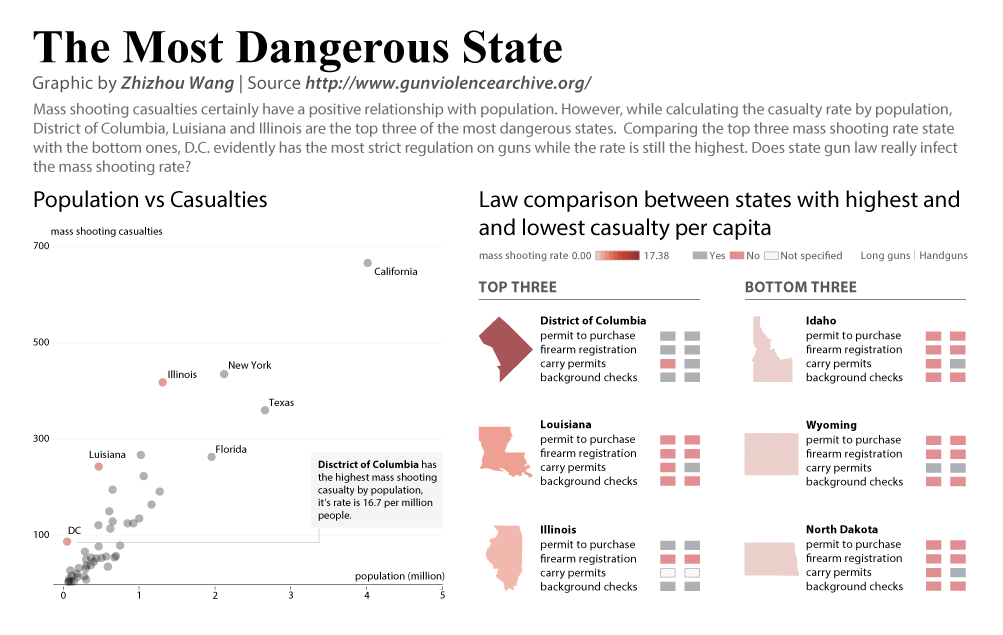 The Most Dangerous State
Graphic by Zhizhou Wang | Source http://www.gunviolencearchive.org/
Mass shooting casualties certainly have a positive relationship with population. However, while calculating the casualty rate by population,
District of Columbia, Luisiana and Illinois are the top three of the most dangerous states. Comparing the top three mass shooting rate state
with the bottom ones, D.C. evidently has the most strict regulation on guns while the rate is still the highest. Does state gun law really infect
the mass shooting rate?
Population vs Casualties
mass shooting casualties
700
California
500
New York
Illinois
Texas
300
Florida
Luisiana
Disctrict of Columbia has
the highest mass shooting
casualty by population,
it's rate is 16.7 per million
people.
100
DC
population (million)
0 1 2 3 4 5
Law comparison between states with highest and
and lowest casualty per capita
mass shooting rate 0.00 17.38 Yes No Not specified Long guns | Handguns
TOP THREE
District of Columbia
permit to purchase
firearm registration
carry permits
background checks
Louisiana
permit to purchase
firearm registration
carry permits
background checks
Illinois
permit to purchase
firearm registration
carry permits
background checks
BOTTOM THREE
Idaho
permit to purchase
firearm registration
carry permits
background checks
Wyoming
permit to purchase
firearm registration
carry permits
background checks
North Dakota
permit to purchase
firearm registration
carry permits
background checks